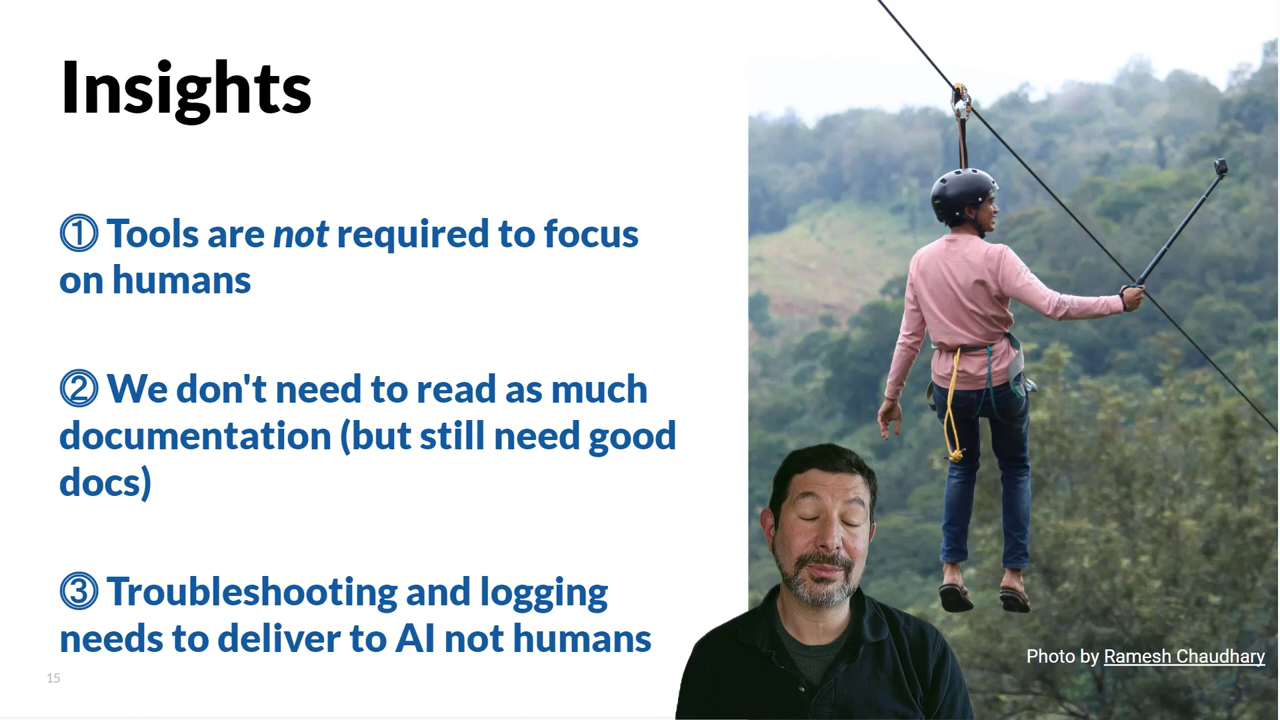 Insights
① Tools are not required to focus
on humans
② We don't need to read as much
documentation (but still need good
docs)
③ Troubleshooting and logging
needs to deliver to AI not humans
Photo by Ramesh Chaudhary
15